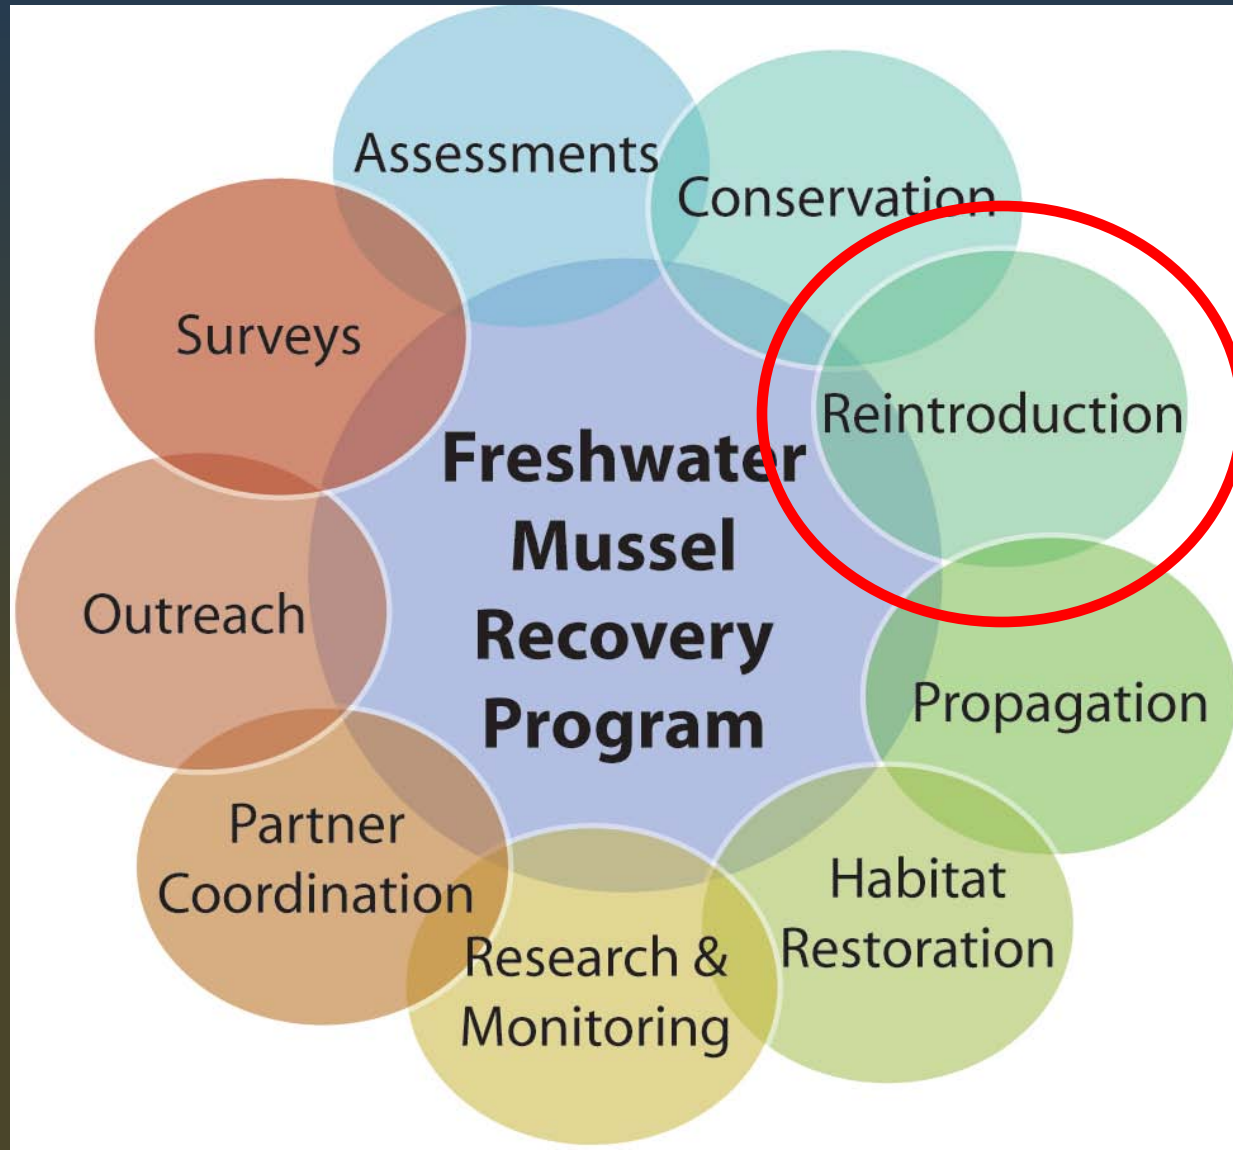 Assessments
Conservation
Surveys
Reintroduction
Freshwater
Mussel
Recovery
Program
Outreach
Propagation
Partner
Coordination
Habitat
Restoration
Research &
Monitoring